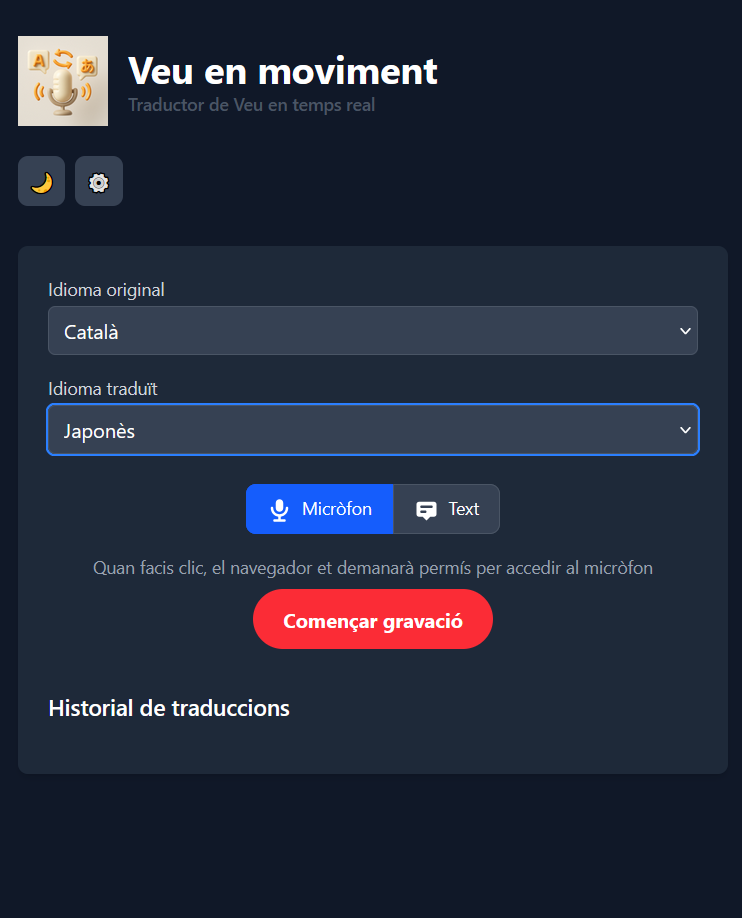 A
あ
Veu en moviment
Traductor de Veu en temps real
Idioma original
Català
Idioma traduït
Japonès
Micròfon
Text
Quan facis clic, el navegador et demanarà permís per accedir al micròfon
Començar gravació
Historial de traduccions